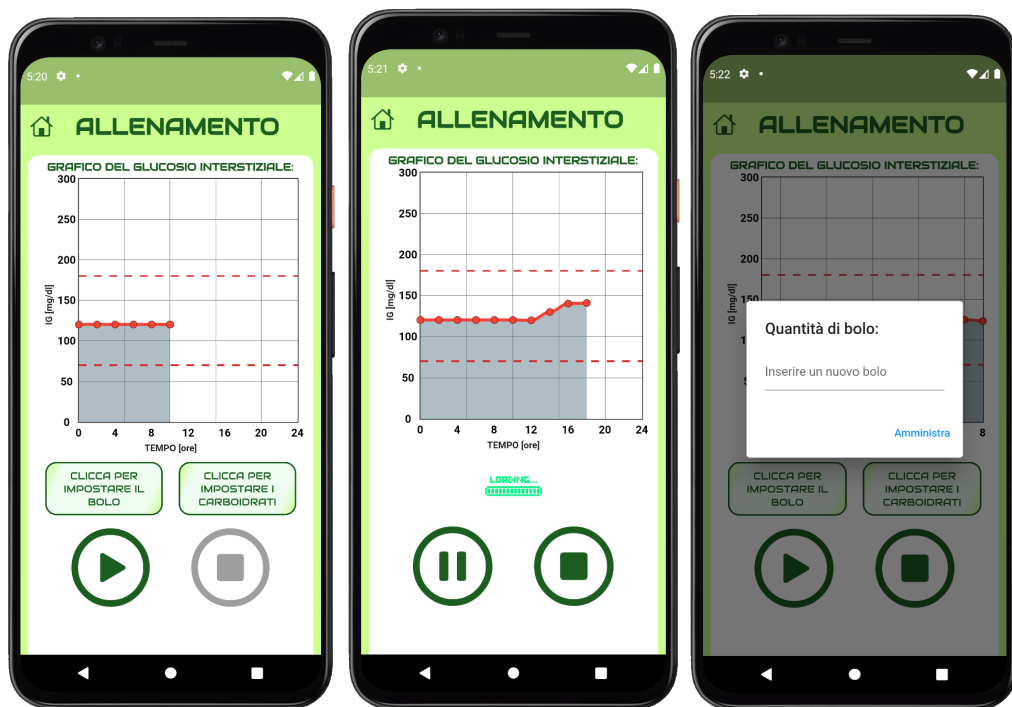 5:20
ALLENAMENTO
GRAFICO DEL GLUCOSIO INTERSTIZIALE:
300
250
200
150
100
50
0
IG [mg/dl]
0 4 8 12 16 20 24
TEMPO [ore]
CLICCA PER
IMPOSTARE IL
BOLO
CLICCA PER
IMPOSTARE I
CARBOIDRATI
5:21
ALLENAMENTO
GRAFICO DEL GLUCOSIO INTERSTIZIALE:
300
250
200
150
100
50
0
IG [mg/dl]
0 4 8 12 16 20 24
TEMPO [ore]
LOADING...
5:22
ALLENAMENTO
GRAFICO DEL GLUCOSIO INTERSTIZIALE:
300
250
200
150
IG [mg/dl]
Quantità di bolo:
Inserire un nuovo bolo
Amministra
8
CLICCA PER
IMPOSTARE IL
BOLO
CLICCA PER
IMPOSTARE I
CARBOIDRATI